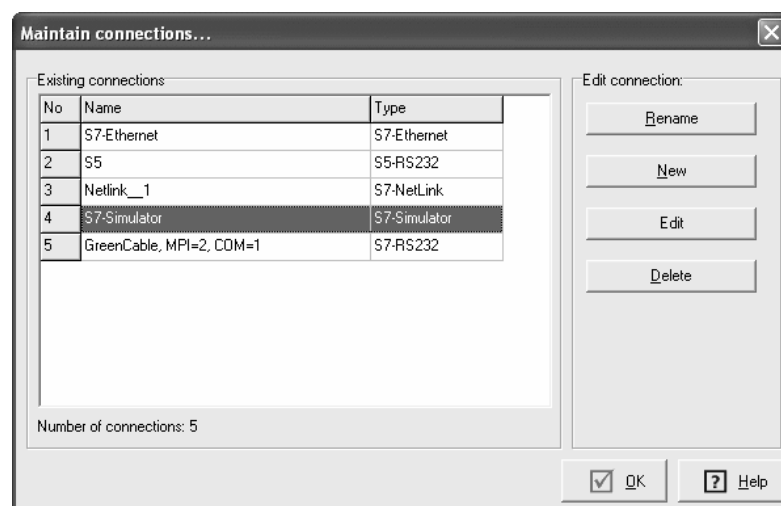 Maintain connections...
Existing connections
No Name Type
1 S7-Ethernet S7-Ethernet
2 S5 S5-RS232
3 Netlink__1 S7-NetLink
4 S7-Simulator S7-Simulator
5 GreenCable, MPI=2, COM=1 S7-RS232
Number of connections: 5
Edit connection:
Rename
New
Edit
Delete
OK
? Help